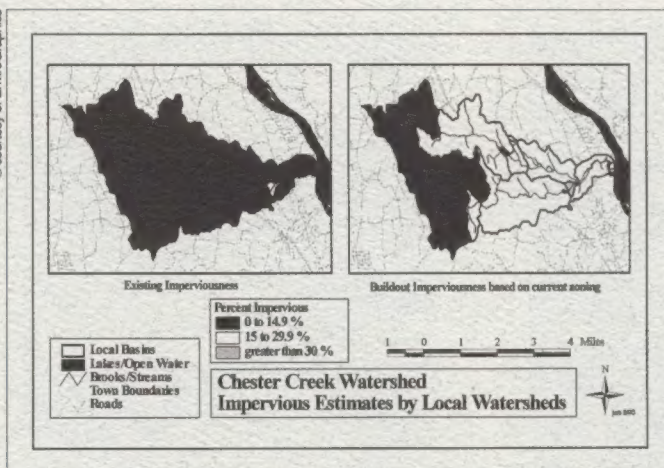 Existing Imperviousness
Buildout Imperviousness based on current zoning
Percent Impervious
0 to 14.9 %
15 to 29.9 %
greater than 30 %
Local Basins
Lakes/Open Water
Brooks/Streams
Town Boundaries
Roads
1 0 1 2 3 4 Miles
Chester Creek Watershed
Impervious Estimates by Local Watersheds
N